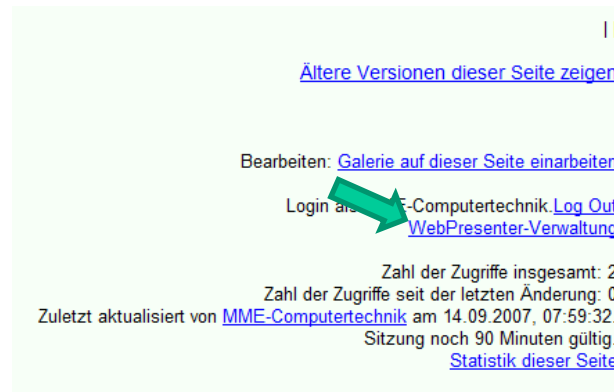 |
Ältere Versionen dieser Seite zeigen
Bearbeiten: Galerie auf dieser Seite einarbeiten
Login als E-Computertechnik.Log Out
WebPresenter-Verwaltung
Zahl der Zugriffe insgesamt: 2
Zahl der Zugriffe seit der letzten Änderung: 0
Zuletzt aktualisiert von MME-Computertechnik am 14.09.2007, 07:59:32.
Sitzung noch 90 Minuten gültig.
Statistik dieser Seite